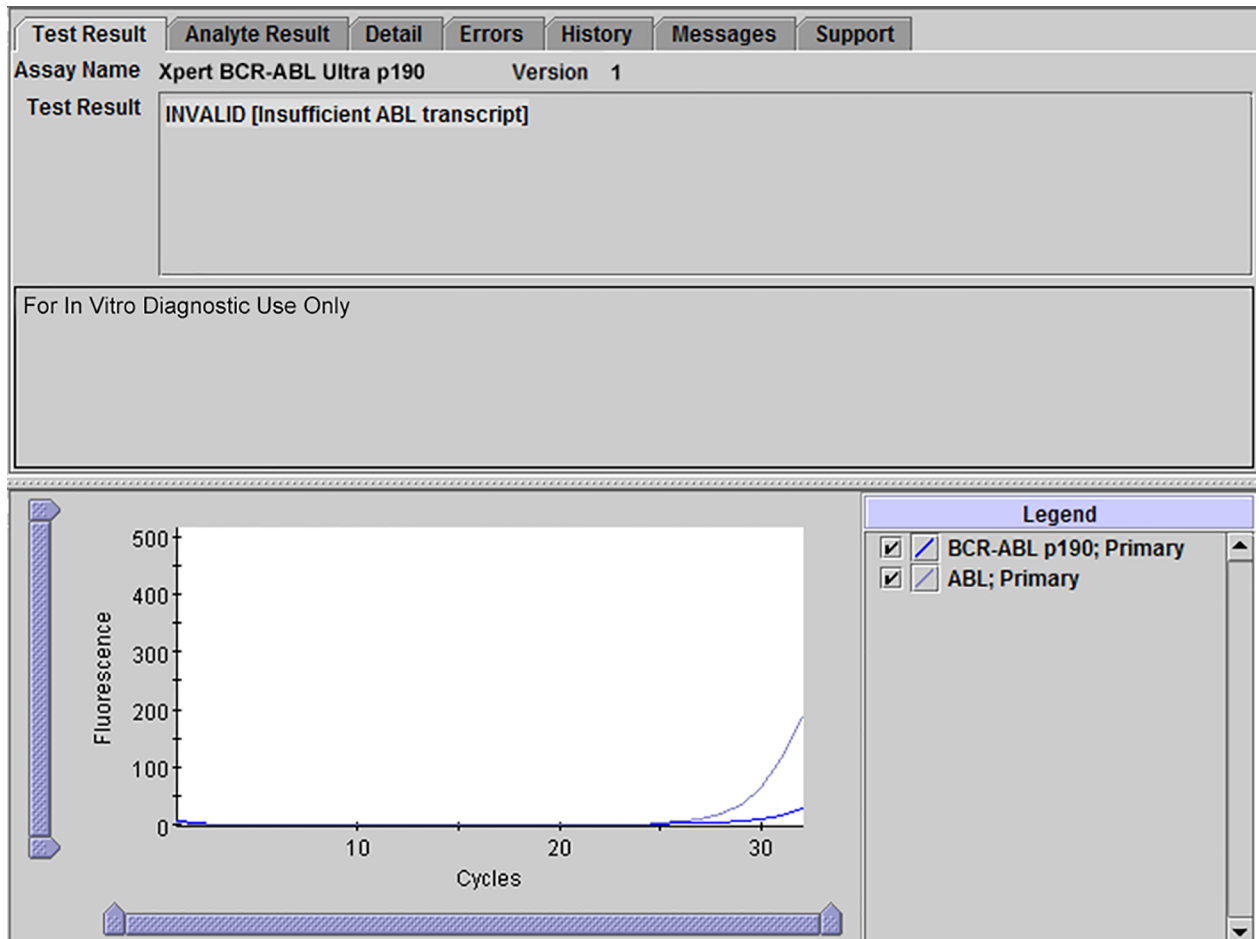 Test Result Analyte Result Detail Errors History Messages Support
Assay Name Xpert BCR-ABL Ultra p190 Version 1
Test Result INVALID [Insufficient ABL transcript]
For In Vitro Diagnostic Use Only
Legend
BCR-ABL p190; Primary
ABL; Primary
500
400
300
200
100
0
Fluorescence
10 20 30
Cycles